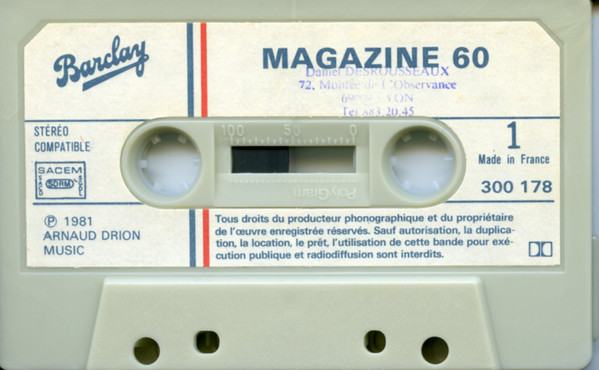 Barclay
MAGAZINE 60
Daniel DESROUSSEAUX
72, Montée de l'Observance
LYON
Tel 883.20.45
STÉRÉO
COMPATIBLE
100 50 0
1
Made in France
SACEM
SDRM
PolyGram
300 178
℗ 1981
ARNAUD DRION
MUSIC
Tous droits du producteur phonographique et du propriétaire
de l'œuvre enregistrée réservés. Sauf autorisation, la duplica-
tion, la location, le prêt, l'utilisation de cette bande pour exé-
cution publique et radiodiffusion sont interdits.